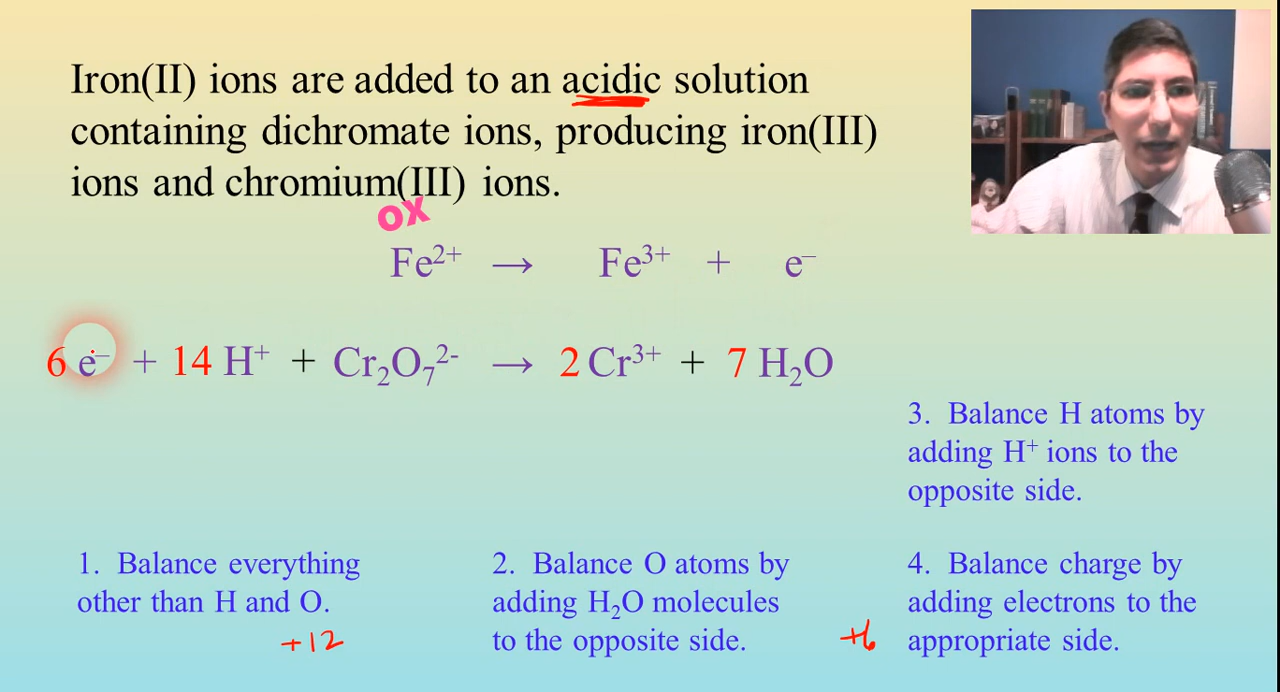 Iron(II) ions are added to an acidic solution
containing dichromate ions, producing iron(III)
ions and chromium(III) ions.
ox
Fe²⁺ → Fe³⁺ + e⁻
6 e⁻ + 14 H⁺ + Cr₂O₇²⁻ → 2 Cr³⁺ + 7 H₂O
3. Balance H atoms by
adding H⁺ ions to the
opposite side.
1. Balance everything
other than H and O.
+12
2. Balance O atoms by
adding H₂O molecules
to the opposite side.
+6
4. Balance charge by
adding electrons to the
appropriate side.